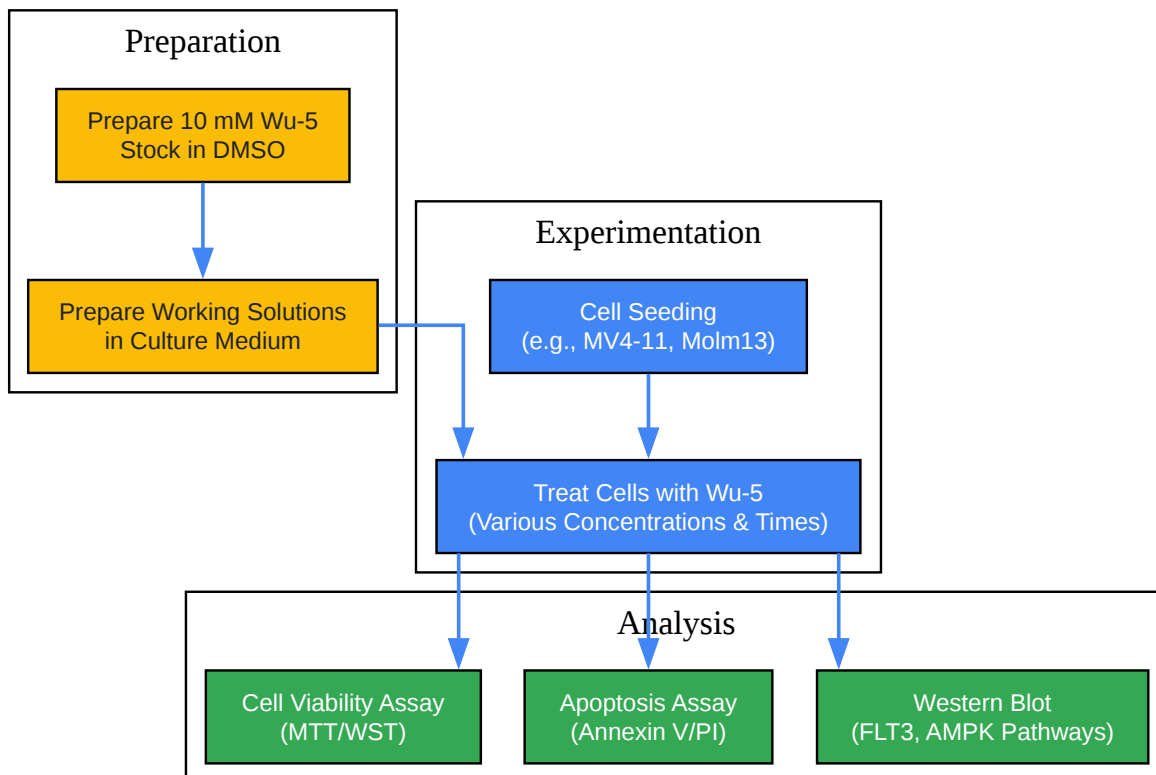 Preparation
Prepare 10 mM Wu-5
Stock in DMSO
Prepare Working Solutions
in Culture Medium
Experimentation
Cell Seeding
(e.g., MV4-11, Molm13)
Treat Cells with Wu-5
(Various Concentrations & Times)
Analysis
Cell Viability Assay
(MTT/WST)
Apoptosis Assay
(Annexin V/PI)
Western Blot
(FLT3, AMPK Pathways)